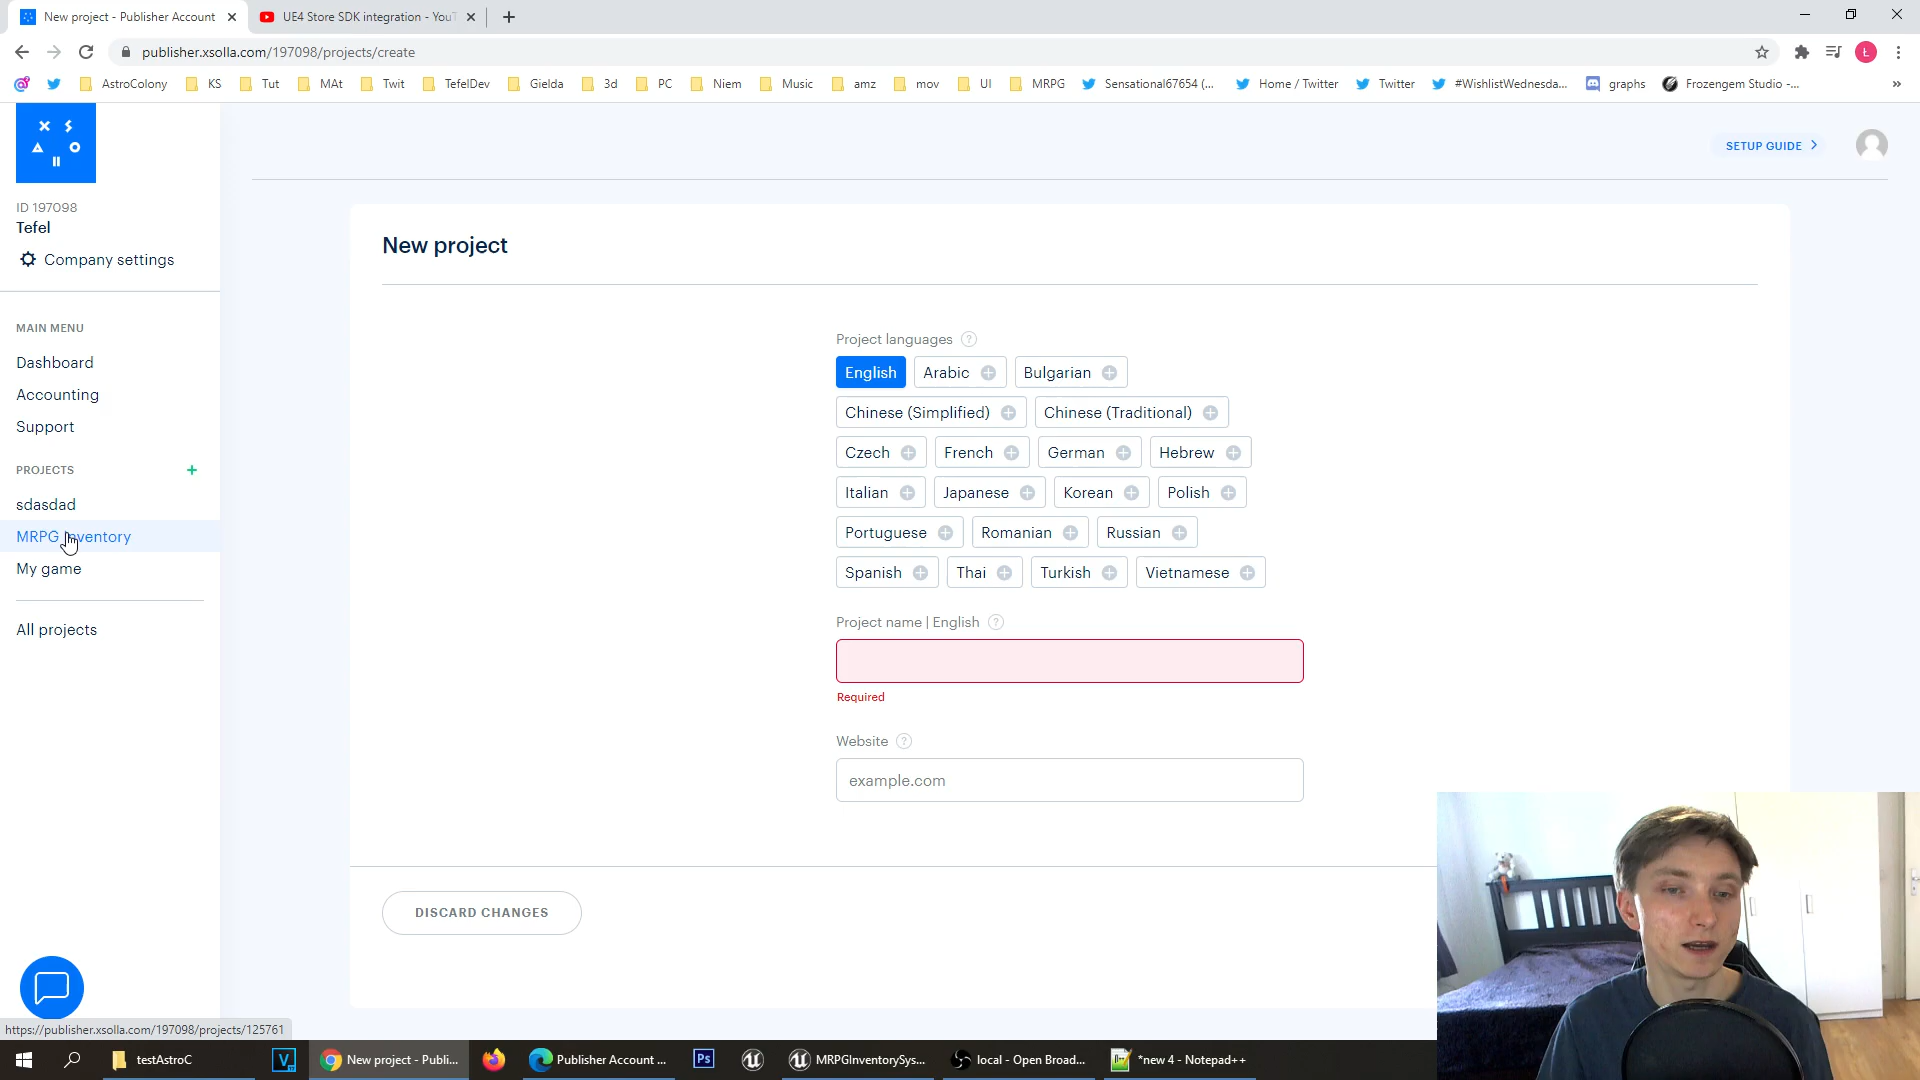 New project - Publisher Account
UE4 Store SDK integration - YouT
publisher.xsolla.com/197098/projects/create
AstroColony
KS
Tut
MAt
Twit
TefelDev
Gielda
3d
PC
Niem
Music
amz
mov
UI
MRPG
Sensational67654 (...
Home / Twitter
Twitter
#WishlistWednesda...
graphs
Frozengem Studio -...
»
Ł
X S
SETUP GUIDE
ID 197098
Tefel
Company settings
New project
MAIN MENU
Dashboard
Accounting
Support
PROJECTS +
sdasdad
MRPG Inventory
My game
All projects
Project languages ?
English Arabic Bulgarian
Chinese (Simplified) Chinese (Traditional)
Czech French German Hebrew
Italian Japanese Korean Polish
Portuguese Romanian Russian
Spanish Thai Turkish Vietnamese
Project name | English ?
Required
Website ?
example.com
DISCARD CHANGES
https://publisher.xsolla.com/197098/projects/125761
testAstroC
V
New project - Publi...
Publisher Account ...
Ps
MRPGInventorySys...
local - Open Broad...
*new 4 - Notepad++